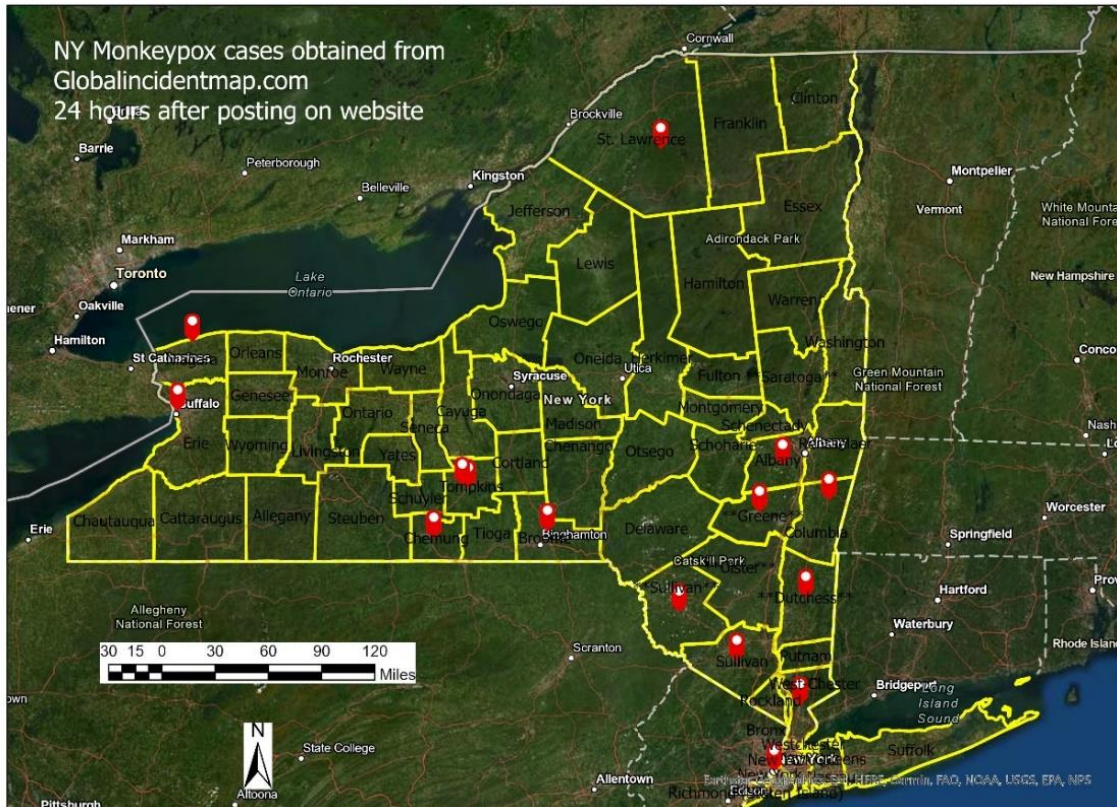 NY Monkeypox cases obtained from
Globalincidentmap.com
24 hours after posting on website
Cornwall
Clinton
Franklin
Brockville
St. Lawrence
Barrie
Peterborough
Kingston
Montpelier
Belleville
White Mountain
National Fore
Jefferson
Essex
Vermont
Markham
Adirondack Park
Toronto
Lake
Ontario
Lewis
New Hampshire
Hamilton
Warren
Oakville
Oswego
Hamilton
Washington
St Catharines
Orleans
Rochester
Oneida
Herkimer
Conco
Niagara
Monroe
Wayne
Syracuse
Utica
Fulton
**Saratoga**
Green Mountain
National Forest
Genesee
Onondaga
New York
Montgomery
Buffalo
Ontario
Cayuga
Madison
Schenectady
Seneca
Nash
Erie
Wyoming
Livingston
Yates
Cortland
Chenango
Otsego
Schoharie
Albany
Albany
Schuyler
Tompkins
Worcester
Chautauqua
Cattaraugus
Allegany
Steuben
Delaware
**Greene**
Erie
Chemung
Tioga
Broome
Binghamton
Columbia
Springfield
Catskill Park
**Ulster**
**Sullivan*
**Dutchess**
Hartford
Allegheny
National Forest
Waterbury
Rhode Island
30 15 0 30 60 90 120
Miles
Scranton
Sullivan*
Putnam
Westchester
Bridgeport
Long
Island
Sound
Rockland
N
Bronx
Westchester
State College
New York
Queens
Suffolk
Allentown
Edison
Altoona
Pittsburgh